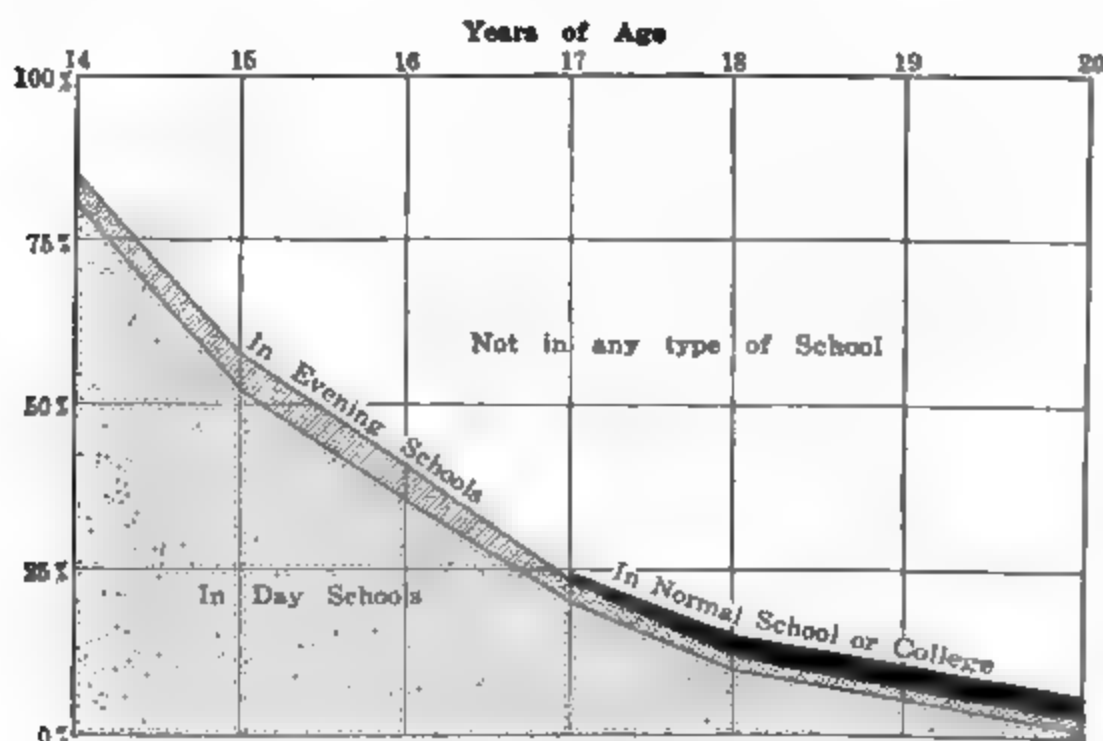 Years of Age
14 15 16 17 18 19 20
100%
75%
In Evening Schools
Not in any type of School
50%
25%
In Day Schools
In Normal School or College
0%